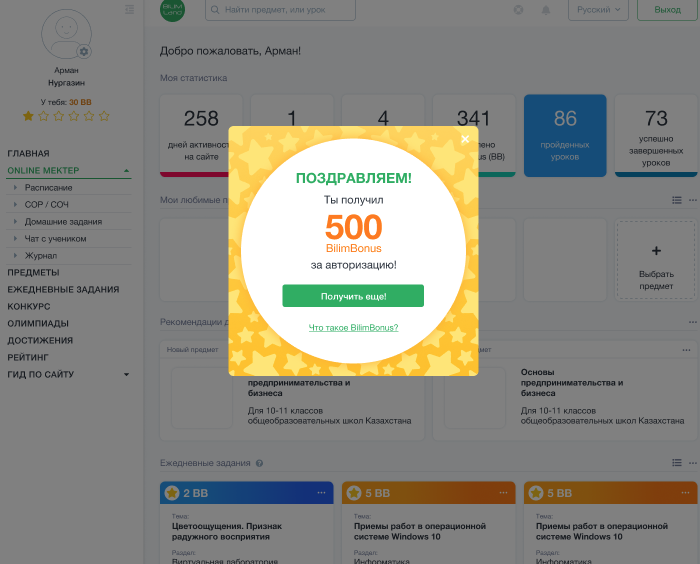 BILIM
Land
Найти предмет, или урок
Русский
Выход
Арман
Нургазин
У тебя: 30 BB
ГЛАВНАЯ
ONLINE МЕКТЕР
Расписание
СОР / СОЧ
Домашние задания
Чат с учеником
Журнал
ПРЕДМЕТЫ
ЕЖЕДНЕВНЫЕ ЗАДАНИЯ
КОНКУРС
ОЛИМПИАДЫ
ДОСТИЖЕНИЯ
РЕЙТИНГ
ГИД ПО САЙТУ
Добро пожаловать, Арман!
Моя статистика
258
дней активност
на сайте
1
4
341
лено
us (BB)
86
пройденных
уроков
73
успешно
завершенных
уроков
Мои любимые п
+
Выбрать
предмет
ПОЗДРАВЛЯЕМ!
Ты получил
500
BilimBonus
за авторизацию!
Получить еще!
Что такое BilimBonus?
Рекомендации д
Новый предмет
предпринимательства и
бизнеса
Для 10-11 классов
общеобразовательных школ Казахстана
дмет
Основы
предпринимательства и
бизнеса
Для 10-11 классов
общеобразовательных школ Казахстана
Ежедневные задания
2 BB
Тема:
Цветоощущения. Признак
радужного восприятия
Раздел:
Виртуальная лаборатория
5 BB
Тема:
Приемы работ в операционной
системе Windows 10
Раздел:
Информатика
5 BB
Тема:
Приемы работ в операционной
системе Windows 10
Раздел:
Информатика